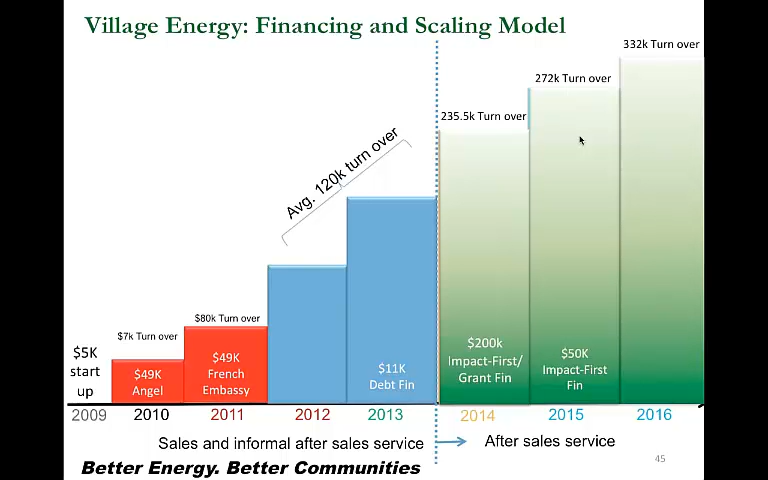 Village Energy: Financing and Scaling Model
332k Turn over
272k Turn over
235.5k Turn over
Avg. 120k turn over
$80k Turn over
$7k Turn over
$5K
start
up
$49K
Angel
$49K
French
Embassy
$11K
Debt Fin
$200k
Impact-First/
Grant Fin
$50K
Impact-First
Fin
2009 2010 2011 2012 2013 2014 2015 2016
Sales and informal after sales service
After sales service
Better Energy. Better Communities
45